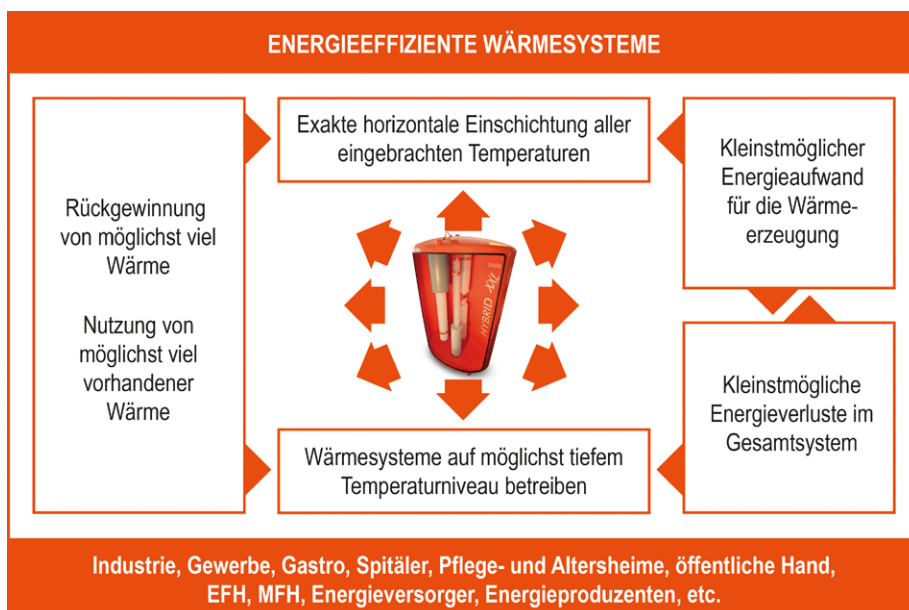 ENERGIEEFFIZIENTE WÄRMESYSTEME
Rückgewinnung
von möglichst viel
Wärme
Nutzung von
möglichst viel
vorhandener
Wärme
Exakte horizontale Einschichtung aller
eingebrachten Temperaturen
HYBRID XXL
Wärmesysteme auf möglichst tiefem
Temperaturniveau betreiben
Kleinstmöglicher
Energieaufwand
für die Wärme-
erzeugung
Kleinstmögliche
Energieverluste im
Gesamtsystem
Industrie, Gewerbe, Gastro, Spitäler, Pflege- und Altersheime, öffentliche Hand,
EFH, MFH, Energieversorger, Energieproduzenten, etc.